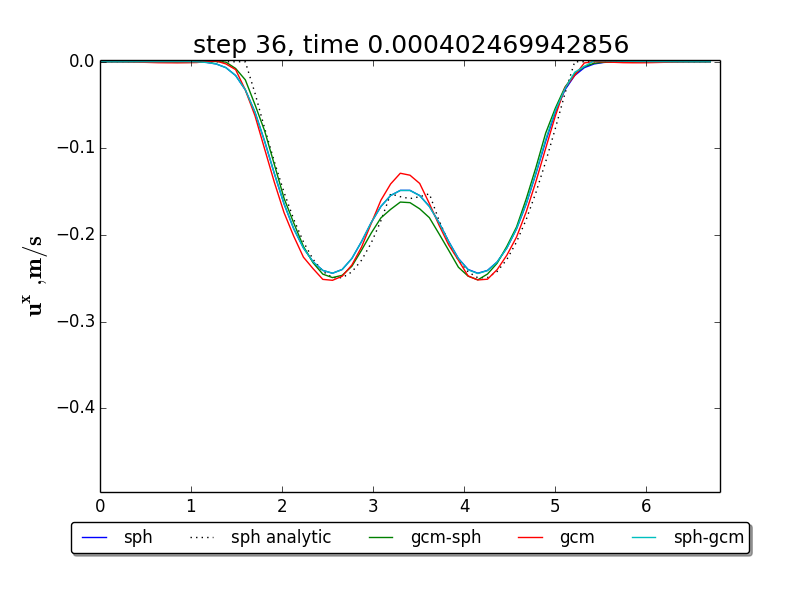 step 36, time 0.000402469942856
0.0
−0.1
−0.2
−0.3
−0.4
u^x ,m/s
0 1 2 3 4 5 6
sph sph analytic gcm-sph gcm sph-gcm